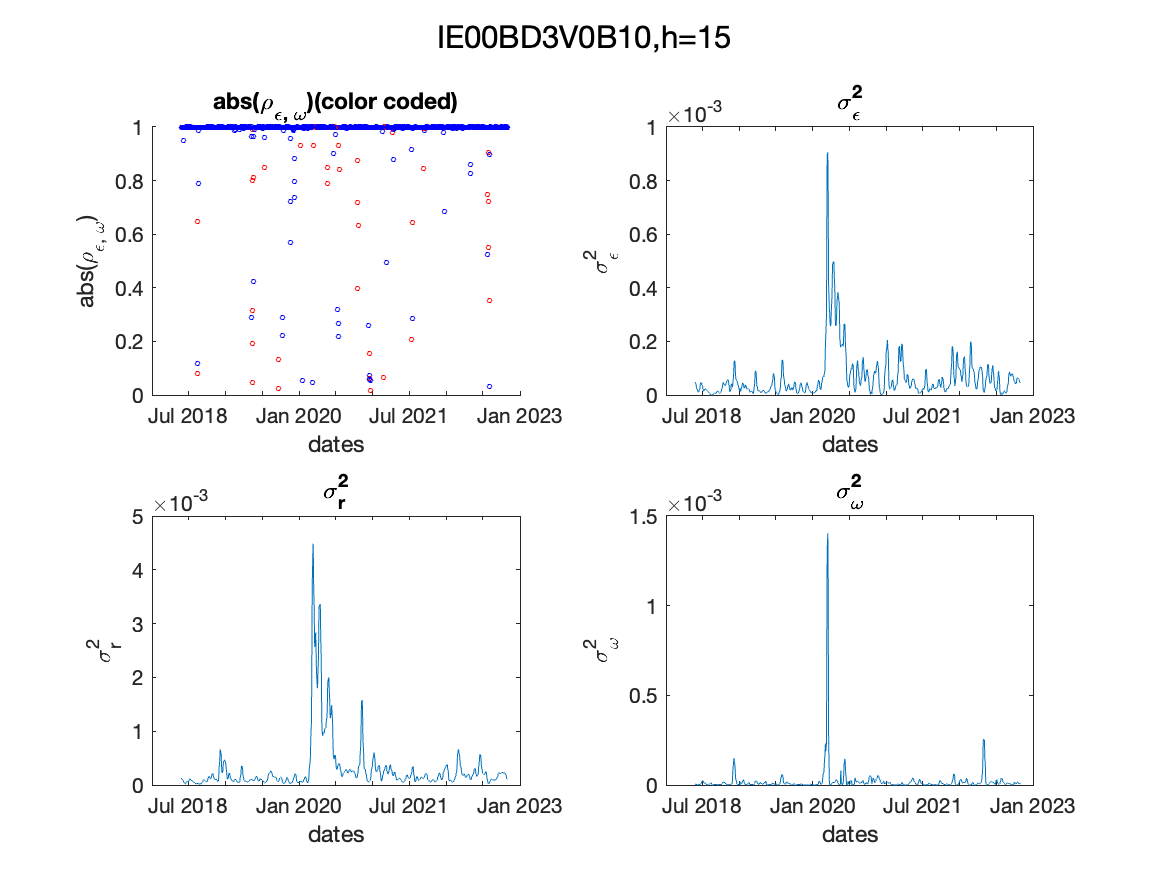 IE00BD3V0B10,h=15
abs(ρϵ, ω)(color coded)
abs(ρϵ, ω)
1
0.8
0.6
0.4
0.2
0
Jul 2018 Jan 2020 Jul 2021 Jan 2023
dates
σ²ϵ
×10⁻³
σ²ϵ
1
0.8
0.6
0.4
0.2
0
Jul 2018 Jan 2020 Jul 2021 Jan 2023
dates
σ²r
×10⁻³
σ²r
5
4
3
2
1
0
Jul 2018 Jan 2020 Jul 2021 Jan 2023
dates
σ²ω
×10⁻³
σ²ω
1.5
1
0.5
0
Jul 2018 Jan 2020 Jul 2021 Jan 2023
dates